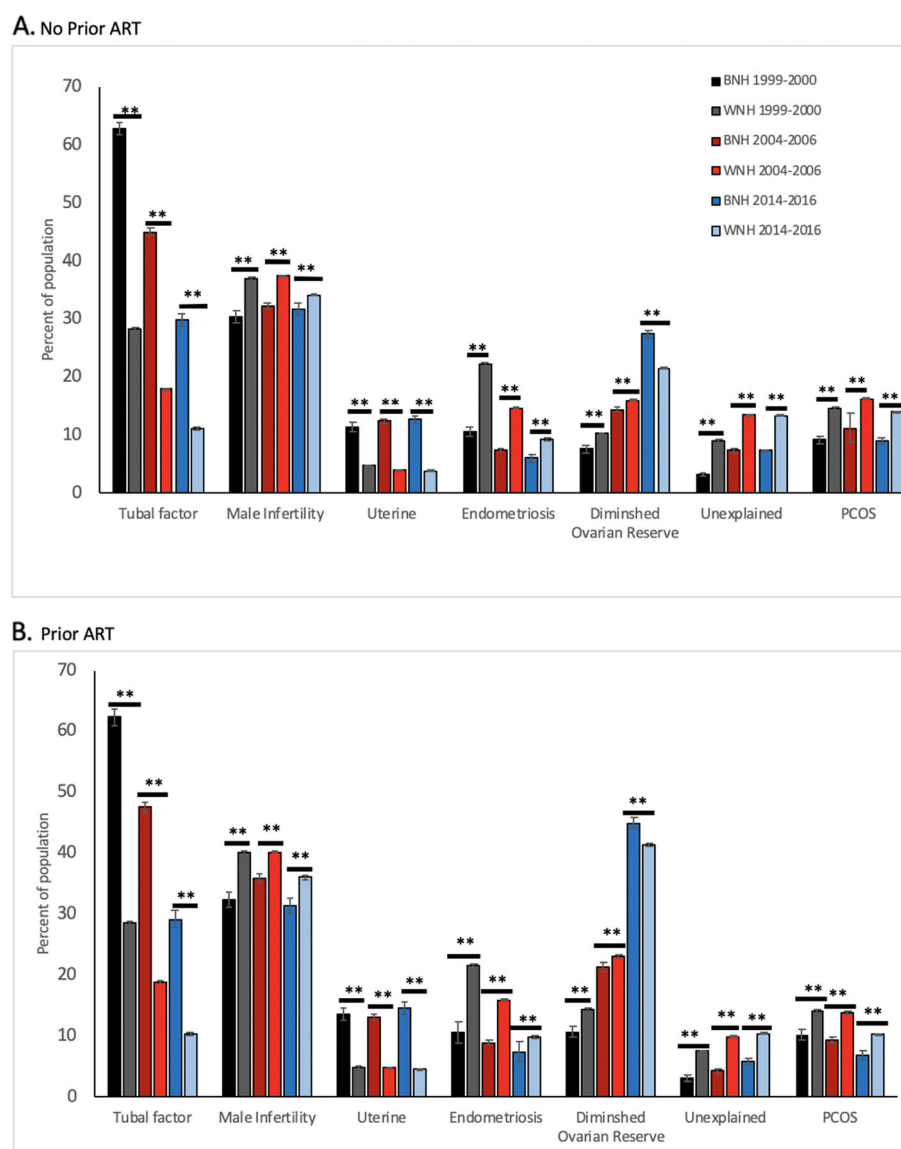 A. No Prior ART
70
60
50
40
30
20
10
0
Percent of population
BNH 1999-2000
WNH 1999-2000
BNH 2004-2006
WNH 2004-2006
BNH 2014-2016
WNH 2014-2016
** ** **
** ** **
** ** **
** ** **
** ** **
** ** **
** ** **
Tubal factor
Male Infertility
Uterine
Endometriosis
Diminshed
Ovarian Reserve
Unexplained
PCOS
B. Prior ART
70
60
50
40
30
20
10
0
Percent of population
** ** **
** ** **
** ** **
** ** **
** ** **
** ** **
** ** **
Tubal factor
Male Infertility
Uterine
Endometriosis
Diminshed
Ovarian Reserve
Unexplained
PCOS